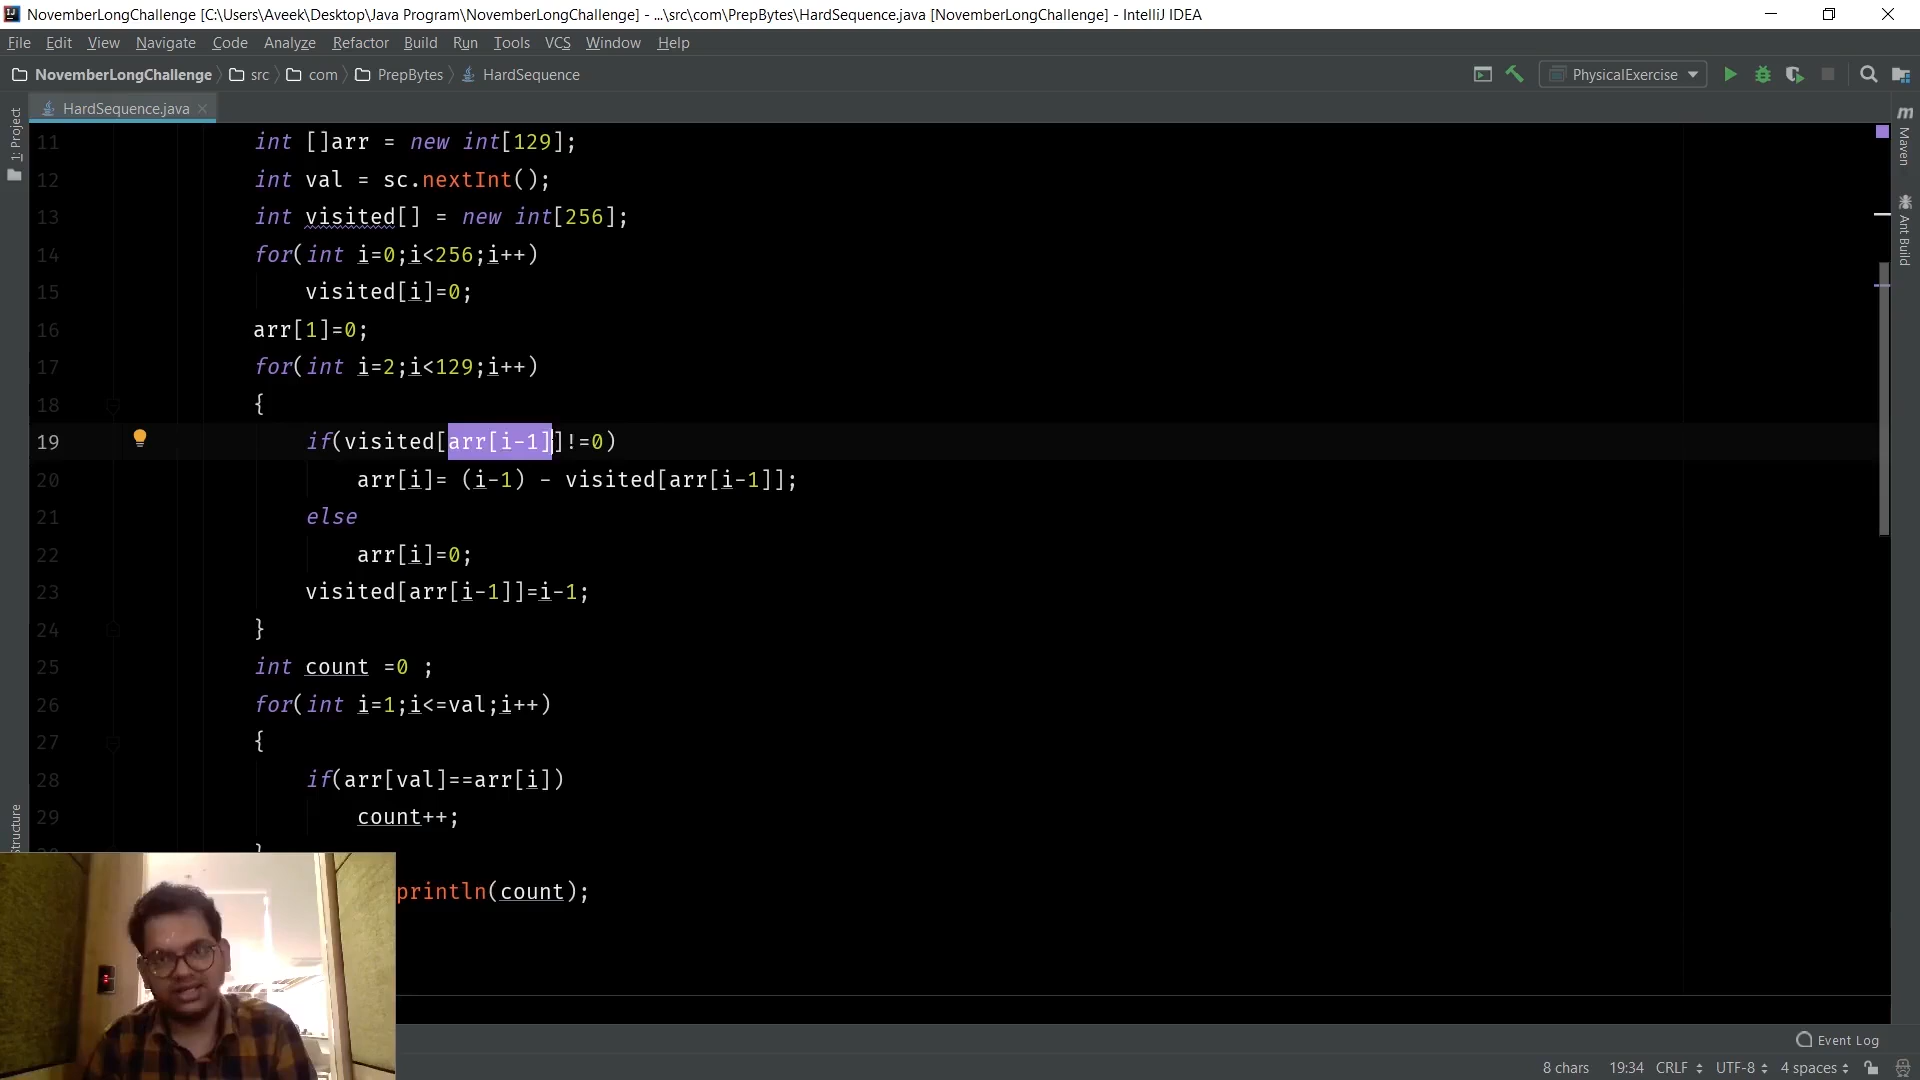 NovemberLongChallenge [C:\Users\Aveek\Desktop\Java Program\NovemberLongChallenge] - ...\src\com\PrepBytes\HardSequence.java [NovemberLongChallenge] - IntelliJ IDEA
File Edit View Navigate Code Analyze Refactor Build Run Tools VCS Window Help
NovemberLongChallenge src com PrepBytes HardSequence PhysicalExercise
HardSequence.java
1: Project
Maven
Ant Build
Structure
11 int []arr = new int[129];
12 int val = sc.nextInt();
13 int visited[] = new int[256];
14 for(int i=0;i<256;i++)
15 visited[i]=0;
16 arr[1]=0;
17 for(int i=2;i<129;i++)
18 {
19 if(visited[arr[i-1]]!=0)
20 arr[i]= (i-1) - visited[arr[i-1]];
21 else
22 arr[i]=0;
23 visited[arr[i-1]]=i-1;
24 }
25 int count =0 ;
26 for(int i=1;i<=val;i++)
27 {
28 if(arr[val]==arr[i])
29 count++;
println(count);
Event Log
8 chars 19:34 CRLF UTF-8 4 spaces